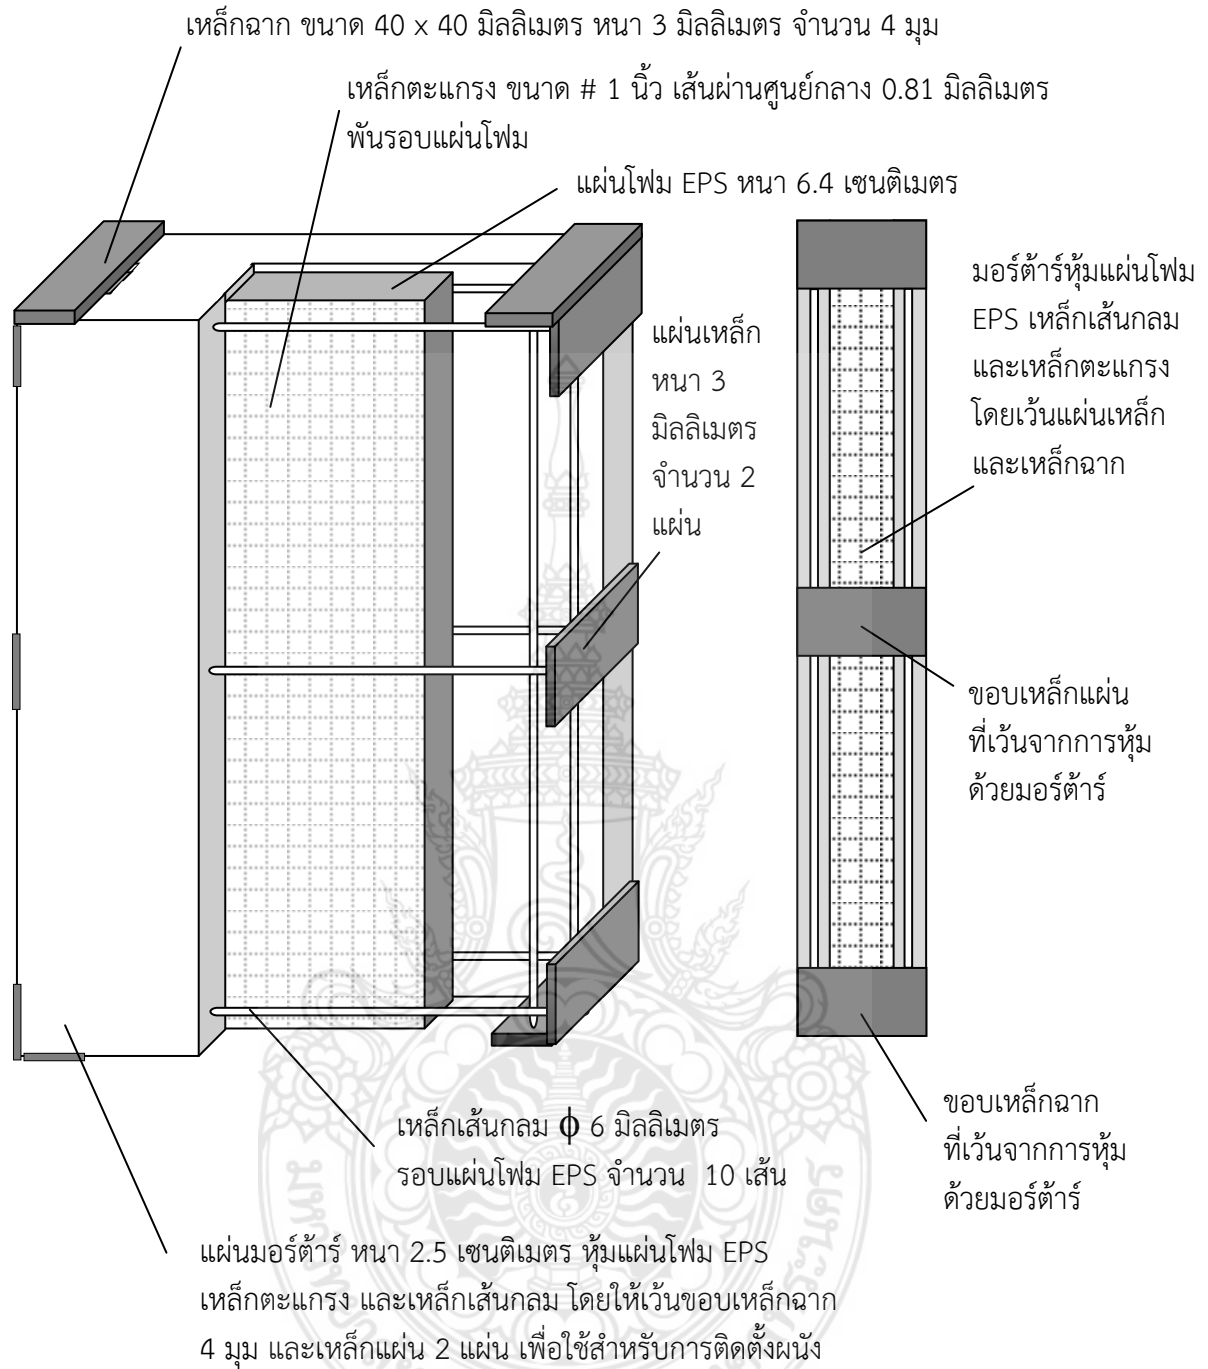 เหล็กฉาก ขนาด 40 x 40 มิลลิเมตร หนา 3 มิลลิเมตร จำนวน 4 มุม
เหล็กตะแกรง ขนาด # 1 นิ้ว เส้นผ่านศูนย์กลาง 0.81 มิลลิเมตร
พันรอบแผ่นโฟม
แผ่นโฟม EPS หนา 6.4 เซนติเมตร
แผ่นเหล็ก
หนา 3
มิลลิเมตร
จำนวน 2
แผ่น
มอร์ต้าร์หุ้มแผ่นโฟม
EPS เหล็กเส้นกลม
และเหล็กตะแกรง
โดยเว้นแผ่นเหล็ก
และเหล็กฉาก
ขอบเหล็กแผ่น
ที่เว้นจากการหุ้ม
ด้วยมอร์ต้าร์
ขอบเหล็กฉาก
ที่เว้นจากการหุ้ม
ด้วยมอร์ต้าร์
เหล็กเส้นกลม ϕ 6 มิลลิเมตร
รอบแผ่นโฟม EPS จำนวน 10 เส้น
แผ่นมอร์ต้าร์ หนา 2.5 เซนติเมตร หุ้มแผ่นโฟม EPS
เหล็กตะแกรง และเหล็กเส้นกลม โดยให้เว้นขอบเหล็กฉาก
4 มุม และเหล็กแผ่น 2 แผ่น เพื่อใช้สำหรับการติดตั้งผนัง